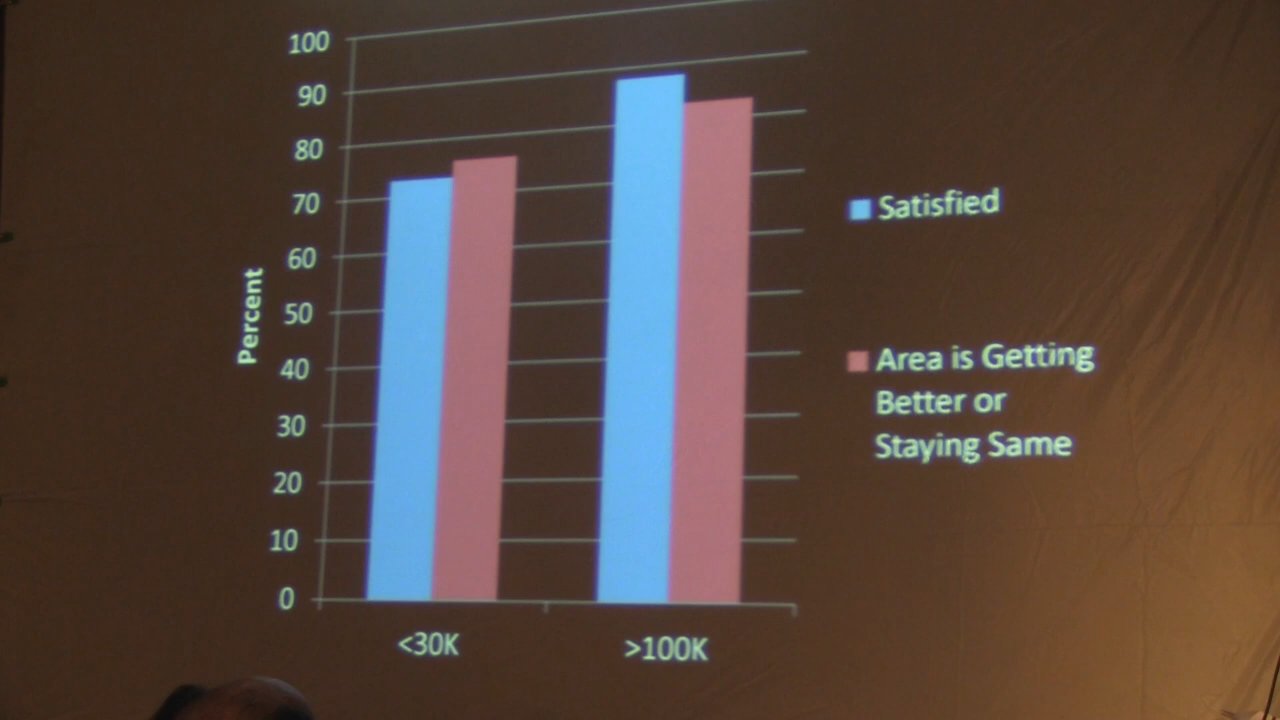 100
90
80
70
60
50
40
30
20
10
0
Percent
<30K
>100K
Satisfied
Area is Getting
Better or
Staying Same